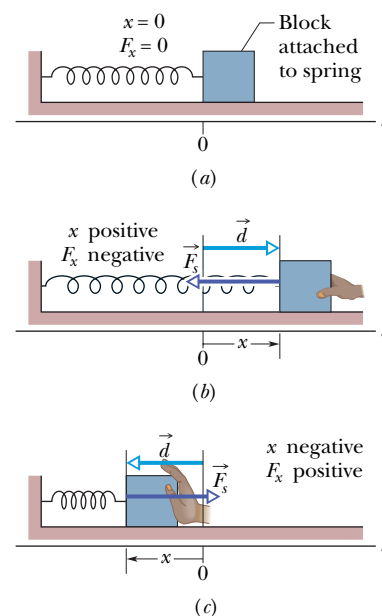 x = 0
F_x = 0
Block
attached
to spring
0
(a)
x positive
F_x negative
d
F_s
0
x
(b)
d
x negative
F_x positive
F_s
x
0
(c)